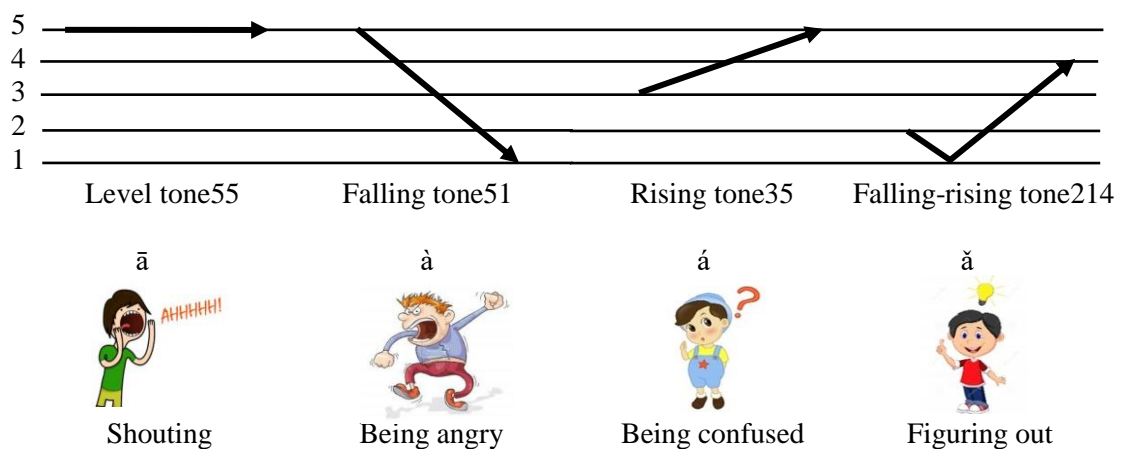 5
4
3
2
1
Level tone55 Falling tone51 Rising tone35 Falling-rising tone214
ā à á ǎ
AHHHHH!
Shouting Being angry Being confused Figuring out